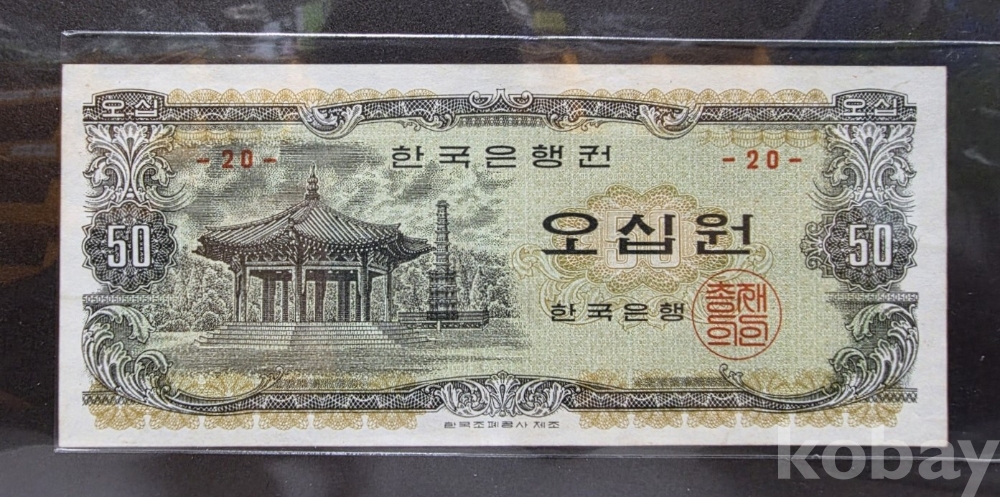 오십 오십
- 20 - 한국은행권 - 20 -
오십원
50 50 50
한국은행
총재의인
한국조폐공사 제조
kobay